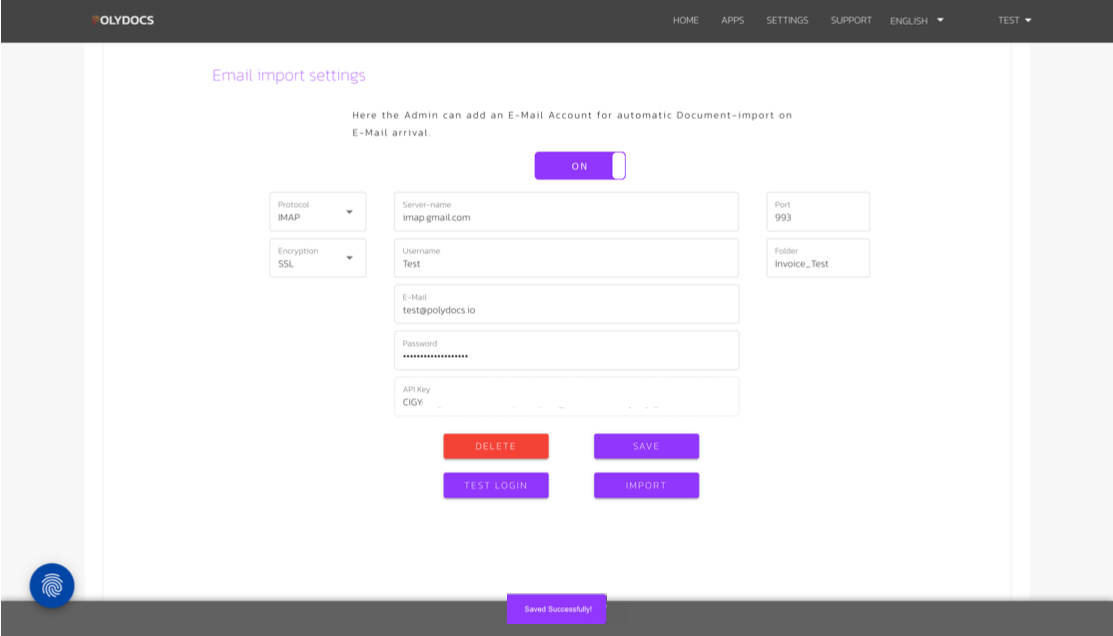 POLYDOCS
HOME APPS SETTINGS SUPPORT ENGLISH TEST
Email import settings
Here the Admin can add an E-Mail Account for automatic Document-import on
E-Mail arrival.
ON
Protocol
IMAP
Server-name
imap.gmail.com
Port
993
Encryption
SSL
Username
Test
Folder
Invoice_Test
E-Mail
test@polydocs.io
Password
API Key
CIGY
DELETE
SAVE
TEST LOGIN
IMPORT
Saved Successfully!